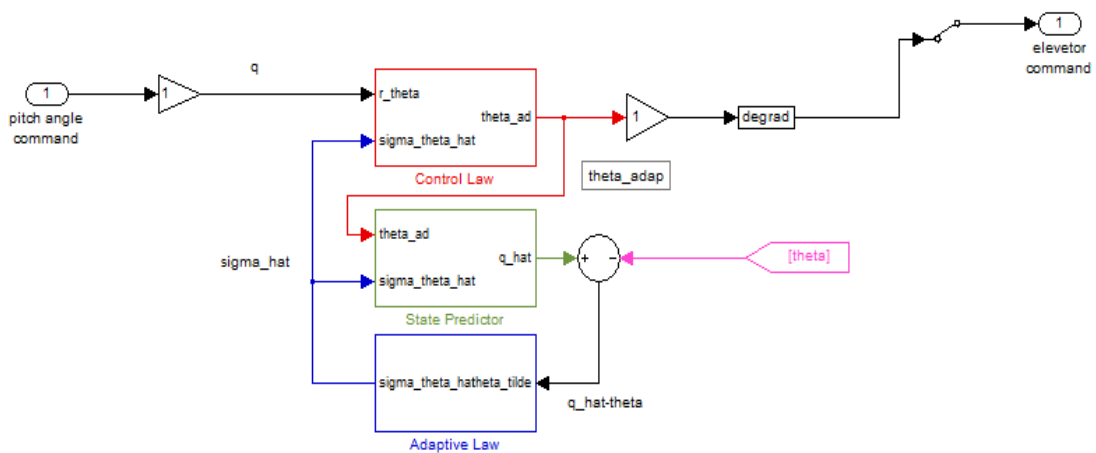 1
pitch angle
command
1
q
r_theta
sigma_theta_hat
theta_ad
Control Law
1
degrad
1
elevetor
command
theta_adap
theta_ad
sigma_theta_hat
q_hat
State Predictor
+
−
[theta]
sigma_hat
sigma_theta_hatheta_tilde
Adaptive Law
q_hat-theta